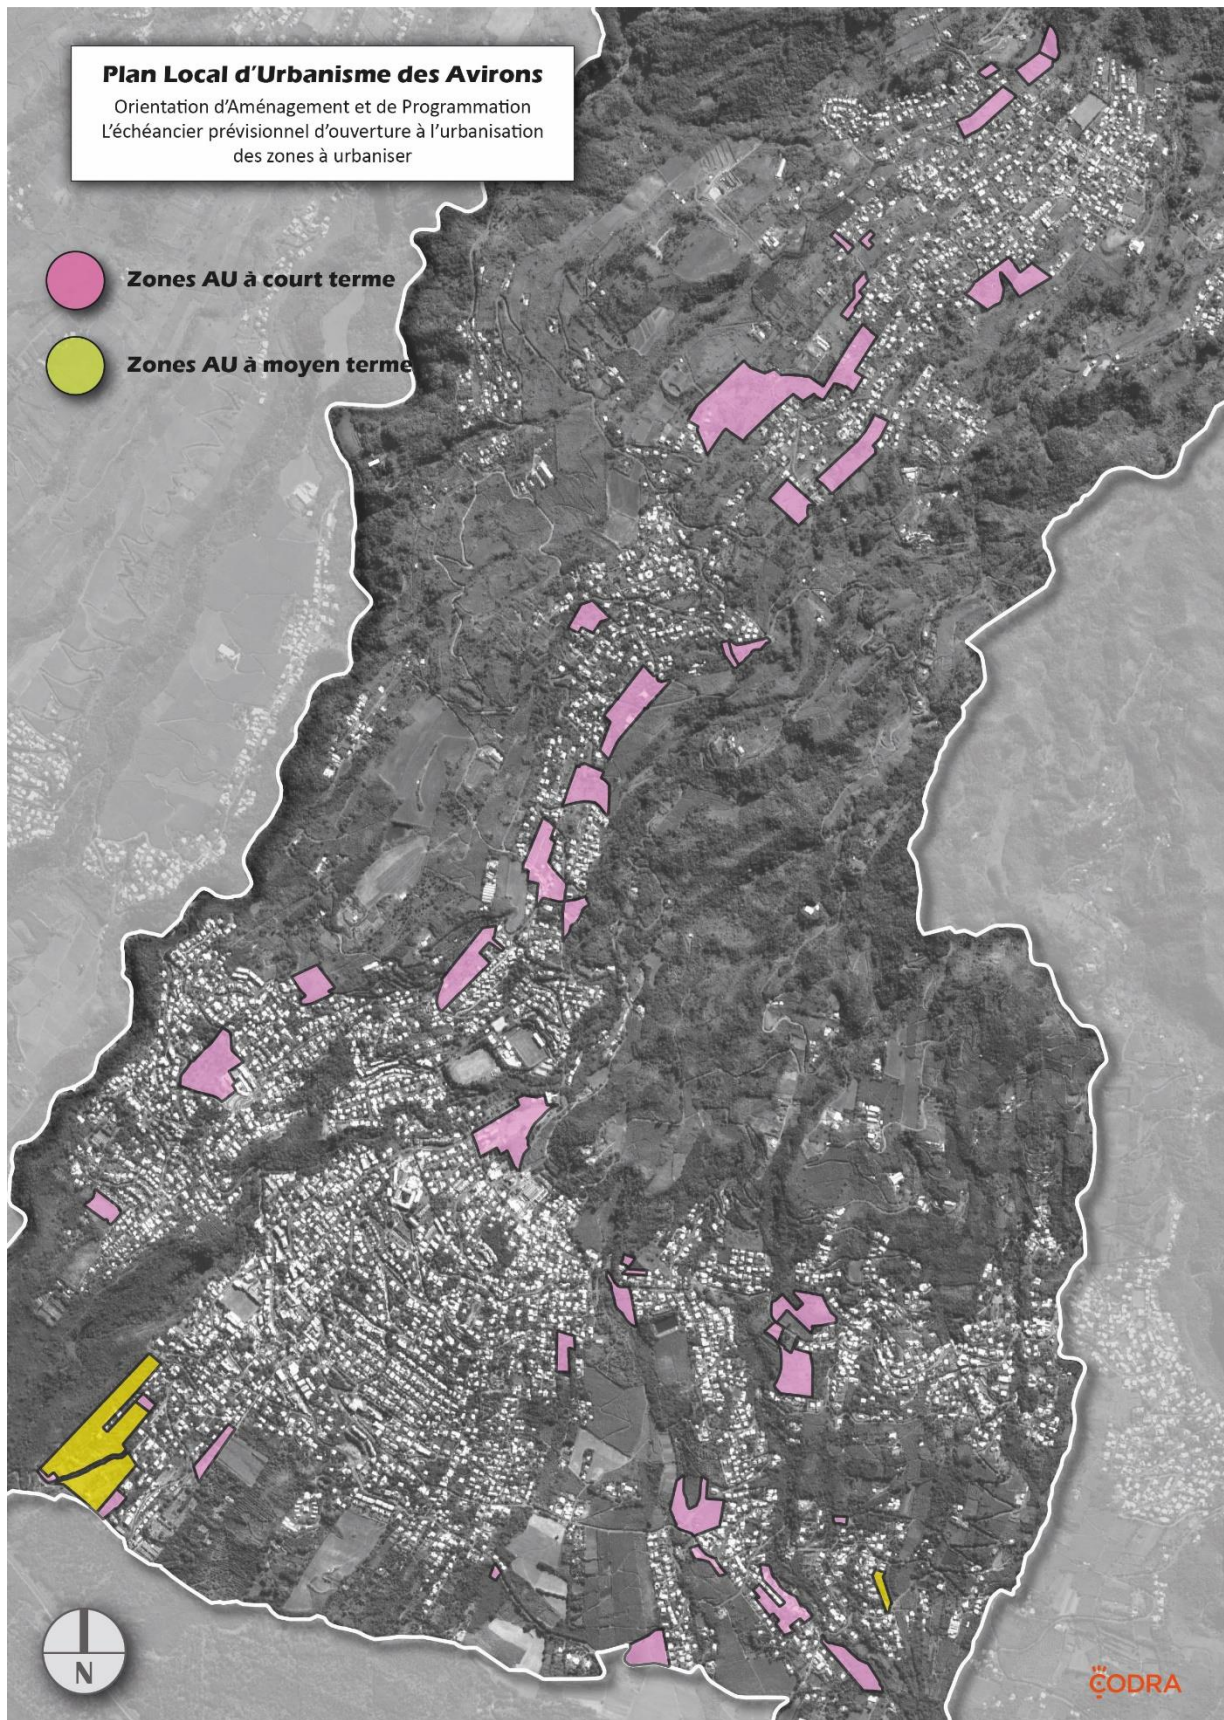 Plan Local d'Urbanisme des Avirons
Orientation d'Aménagement et de Programmation
L'échéancier prévisionnel d'ouverture à l'urbanisation
des zones à urbaniser
Zones AU à court terme
Zones AU à moyen terme
N
CODRA